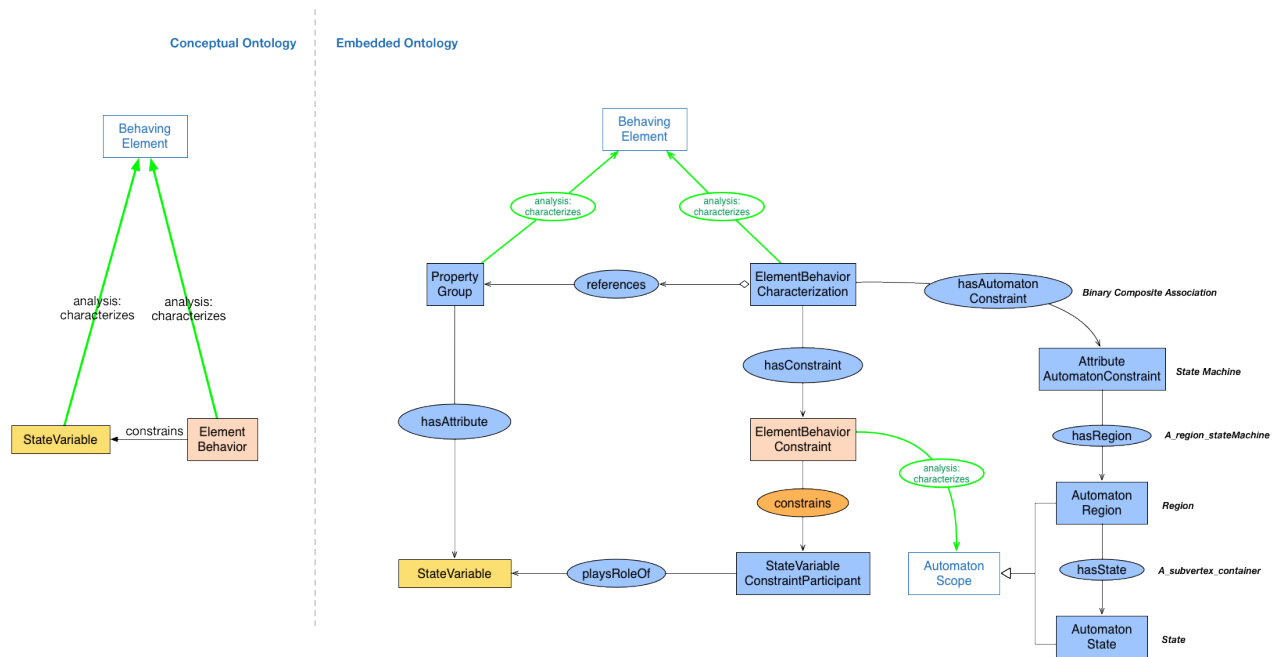 Conceptual Ontology
Embedded Ontology
Behaving
Element
analysis:
characterizes
analysis:
characterizes
StateVariable
constrains
Element
Behavior
Behaving
Element
analysis:
characterizes
analysis:
characterizes
Property
Group
references
ElementBehavior
Characterization
hasAutomaton
Constraint
Binary Composite Association
hasConstraint
Attribute
AutomatonConstraint
State Machine
hasAttribute
ElementBehavior
Constraint
hasRegion
A_region_stateMachine
analysis:
characterizes
constrains
Automaton
Region
Region
StateVariable
playsRoleOf
StateVariable
ConstraintParticipant
Automaton
Scope
hasState
A_subvertex_container
Automaton
State
State